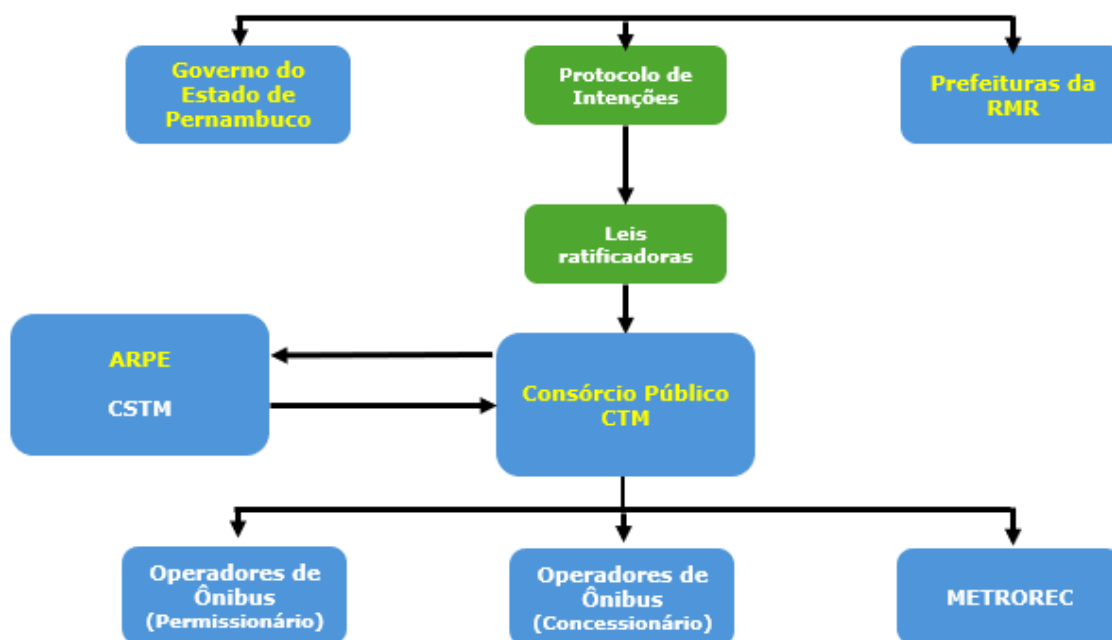 Governo do
Estado de
Pernambuco
Protocolo de
Intenções
Prefeituras da
RMR
Leis
ratificadoras
ARPE
CSTM
Consórcio Público
CTM
Operadores de
Ônibus
(Permissionário)
Operadores de
Ônibus
(Concessionário)
METROREC